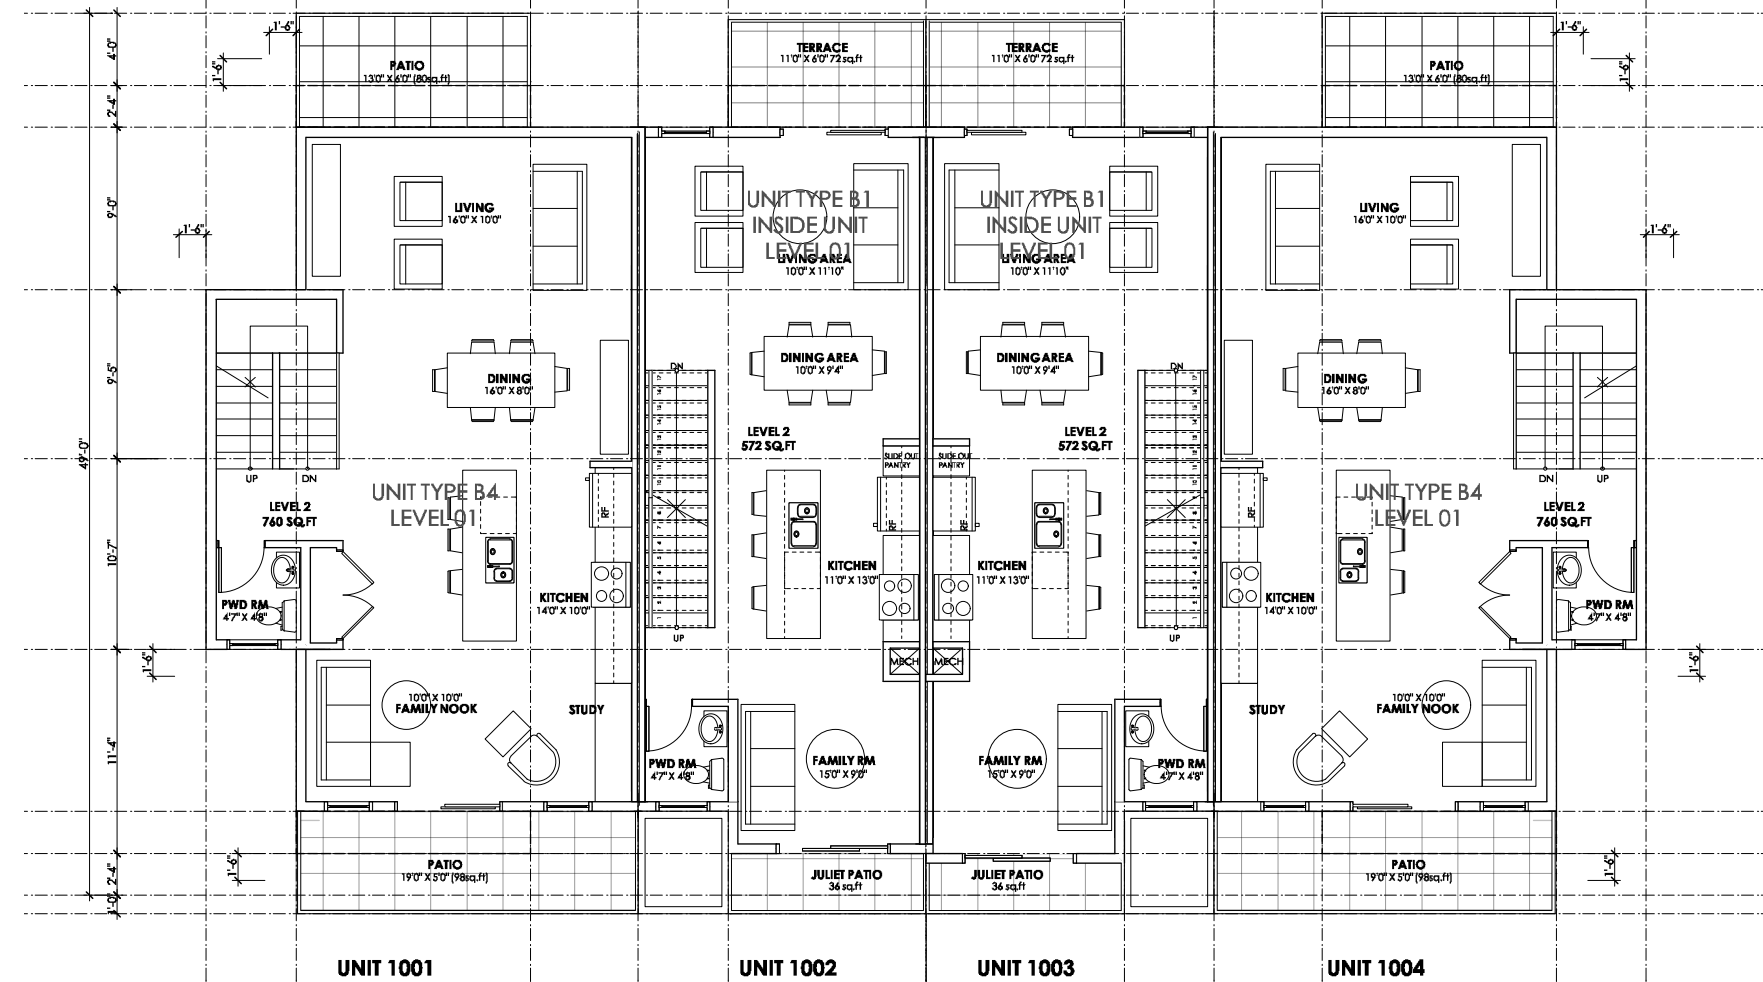 1'-6"
1'-6"
4'-0"
1'-6"
1'-6"
2'-4"
PATIO
13'0" X 6'0" (80sq.ft)
TERRACE
11'0" X 6'0" 72 sq.ft
TERRACE
11'0" X 6'0" 72 sq.ft
PATIO
13'0" X 6'0" (80sq.ft)
9'-0"
1'-6"
1'-6"
LIVING
16'0" X 10'0"
UNIT TYPE B1
INSIDE UNIT
LEVEL 01
LIVING AREA
10'0" X 11'10"
UNIT TYPE B1
INSIDE UNIT
LEVEL 01
LIVING AREA
10'0" X 11'10"
LIVING
16'0" X 10'0"
9'-5"
DINING
16'0" X 8'0"
DN
DINING AREA
10'0" X 9'4"
DINING AREA
10'0" X 9'4"
DN
DINING
16'0" X 8'0"
49'-0"
LEVEL 2
572 SQ.FT
LEVEL 2
572 SQ.FT
SLIDE OUT
PANTRY
SLIDE OUT
PANTRY
UP
DN
DN
UP
UNIT TYPE B4
LEVEL 01
UNIT TYPE B4
LEVEL 01
LEVEL 2
760 SQ.FT
LEVEL 2
760 SQ.FT
RF
RF
RF
RF
10'-7"
KITCHEN
11'0" X 13'0"
KITCHEN
11'0" X 13'0"
KITCHEN
14'0" X 10'0"
KITCHEN
14'0" X 10'0"
PWD RM
4'7" X 4'8"
PWD RM
4'7" X 4'8"
UP
UP
1'-6"
MECH
MECH
1'-6"
10'0" X 10'0"
FAMILY NOOK
STUDY
STUDY
10'0" X 10'0"
FAMILY NOOK
11'-4"
PWD RM
4'7" X 4'8"
FAMILY RM
15'0" X 9'0"
FAMILY RM
15'0" X 9'0"
PWD RM
4'7" X 4'8"
1'-6"
1'-6"
2'-4"
1'-0"
PATIO
19'0" X 5'0" (98sq.ft)
JULIET PATIO
36 sq.ft
JULIET PATIO
36 sq.ft
PATIO
19'0" X 5'0" (98sq.ft)
UNIT 1001
UNIT 1002
UNIT 1003
UNIT 1004